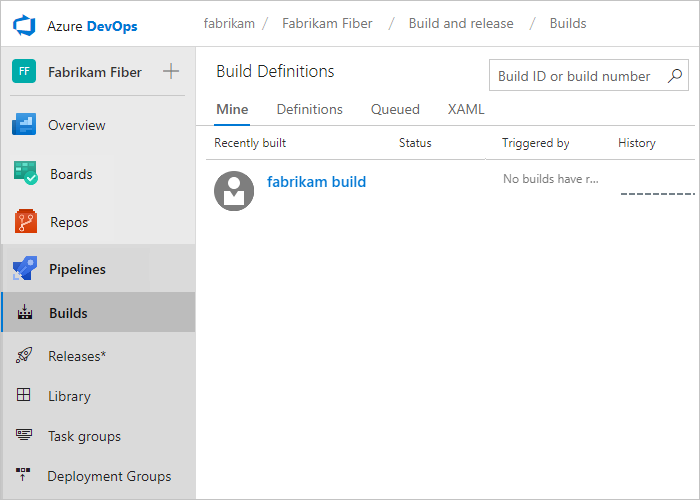 Azure DevOps
fabrikam / Fabrikam Fiber / Build and release / Builds
FF Fabrikam Fiber
Overview
Boards
Repos
Pipelines
Builds
Releases*
Library
Task groups
Deployment Groups
Build Definitions
Build ID or build number
Mine Definitions Queued XAML
Recently built Status Triggered by History
fabrikam build No builds have r...